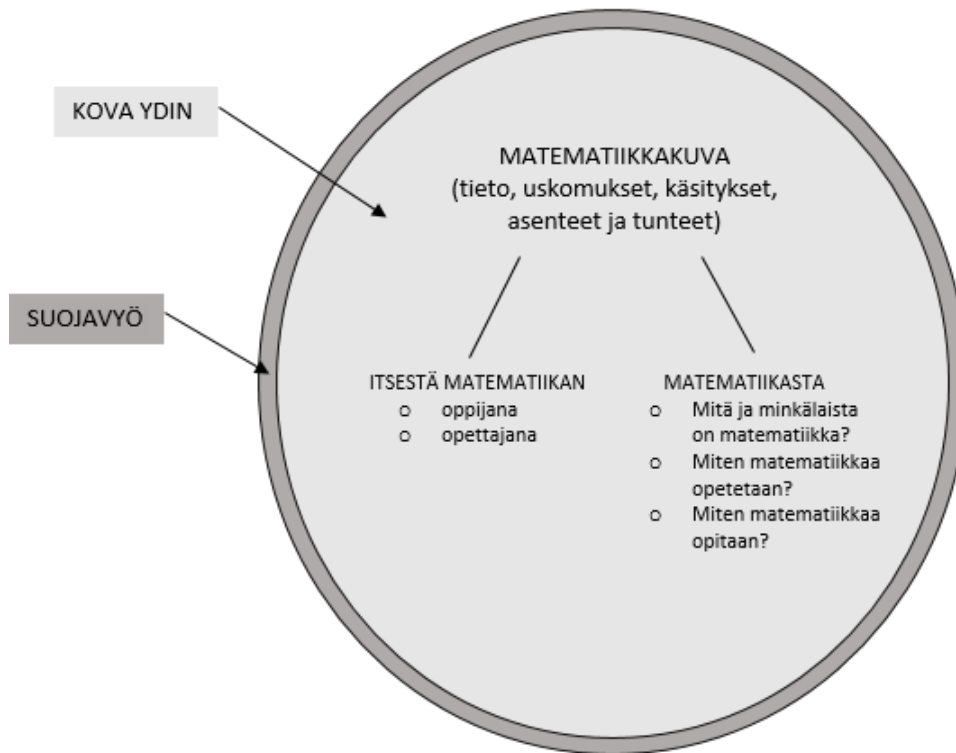 KOVA YDIN
MATEMATIIKKAKUVA
(tieto, uskomukset, käsitykset,
asenteet ja tunteet)
SUOJAVYÖ
ITSESTÄ MATEMATIIKAN
o oppijana
o opettajana
MATEMATIIKASTA
o Mitä ja minkälaista
on matematiikka?
o Miten matematiikkaa
opetetaan?
o Miten matematiikkaa
opitaan?